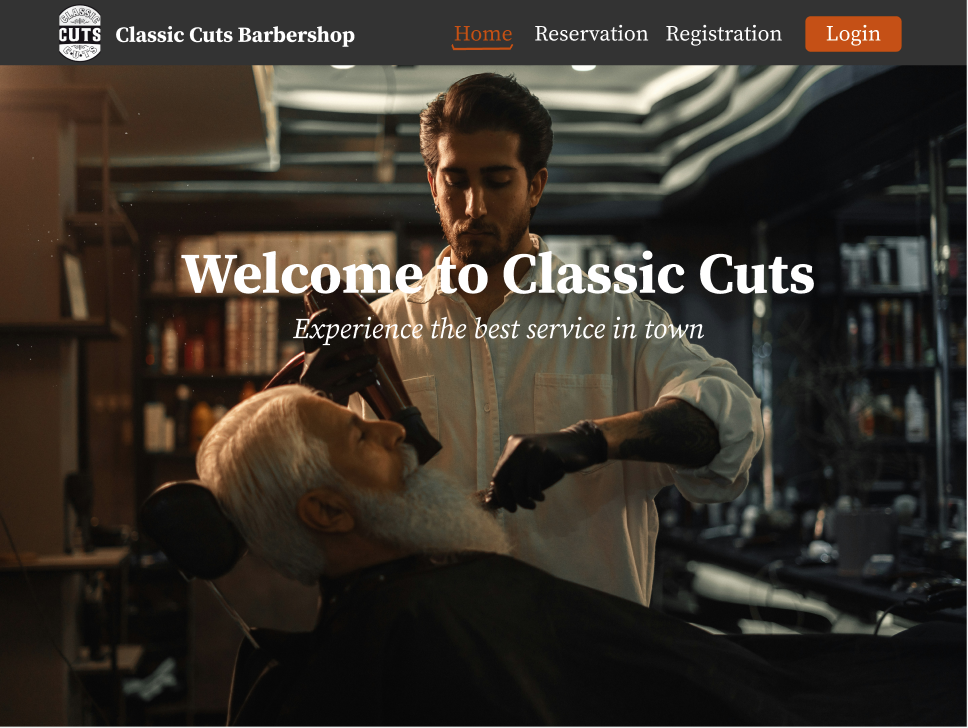 CLASSIC
CUTS
CUTS
Classic Cuts Barbershop
Home
Reservation
Registration
Login
Welcome to Classic Cuts
Experience the best service in town